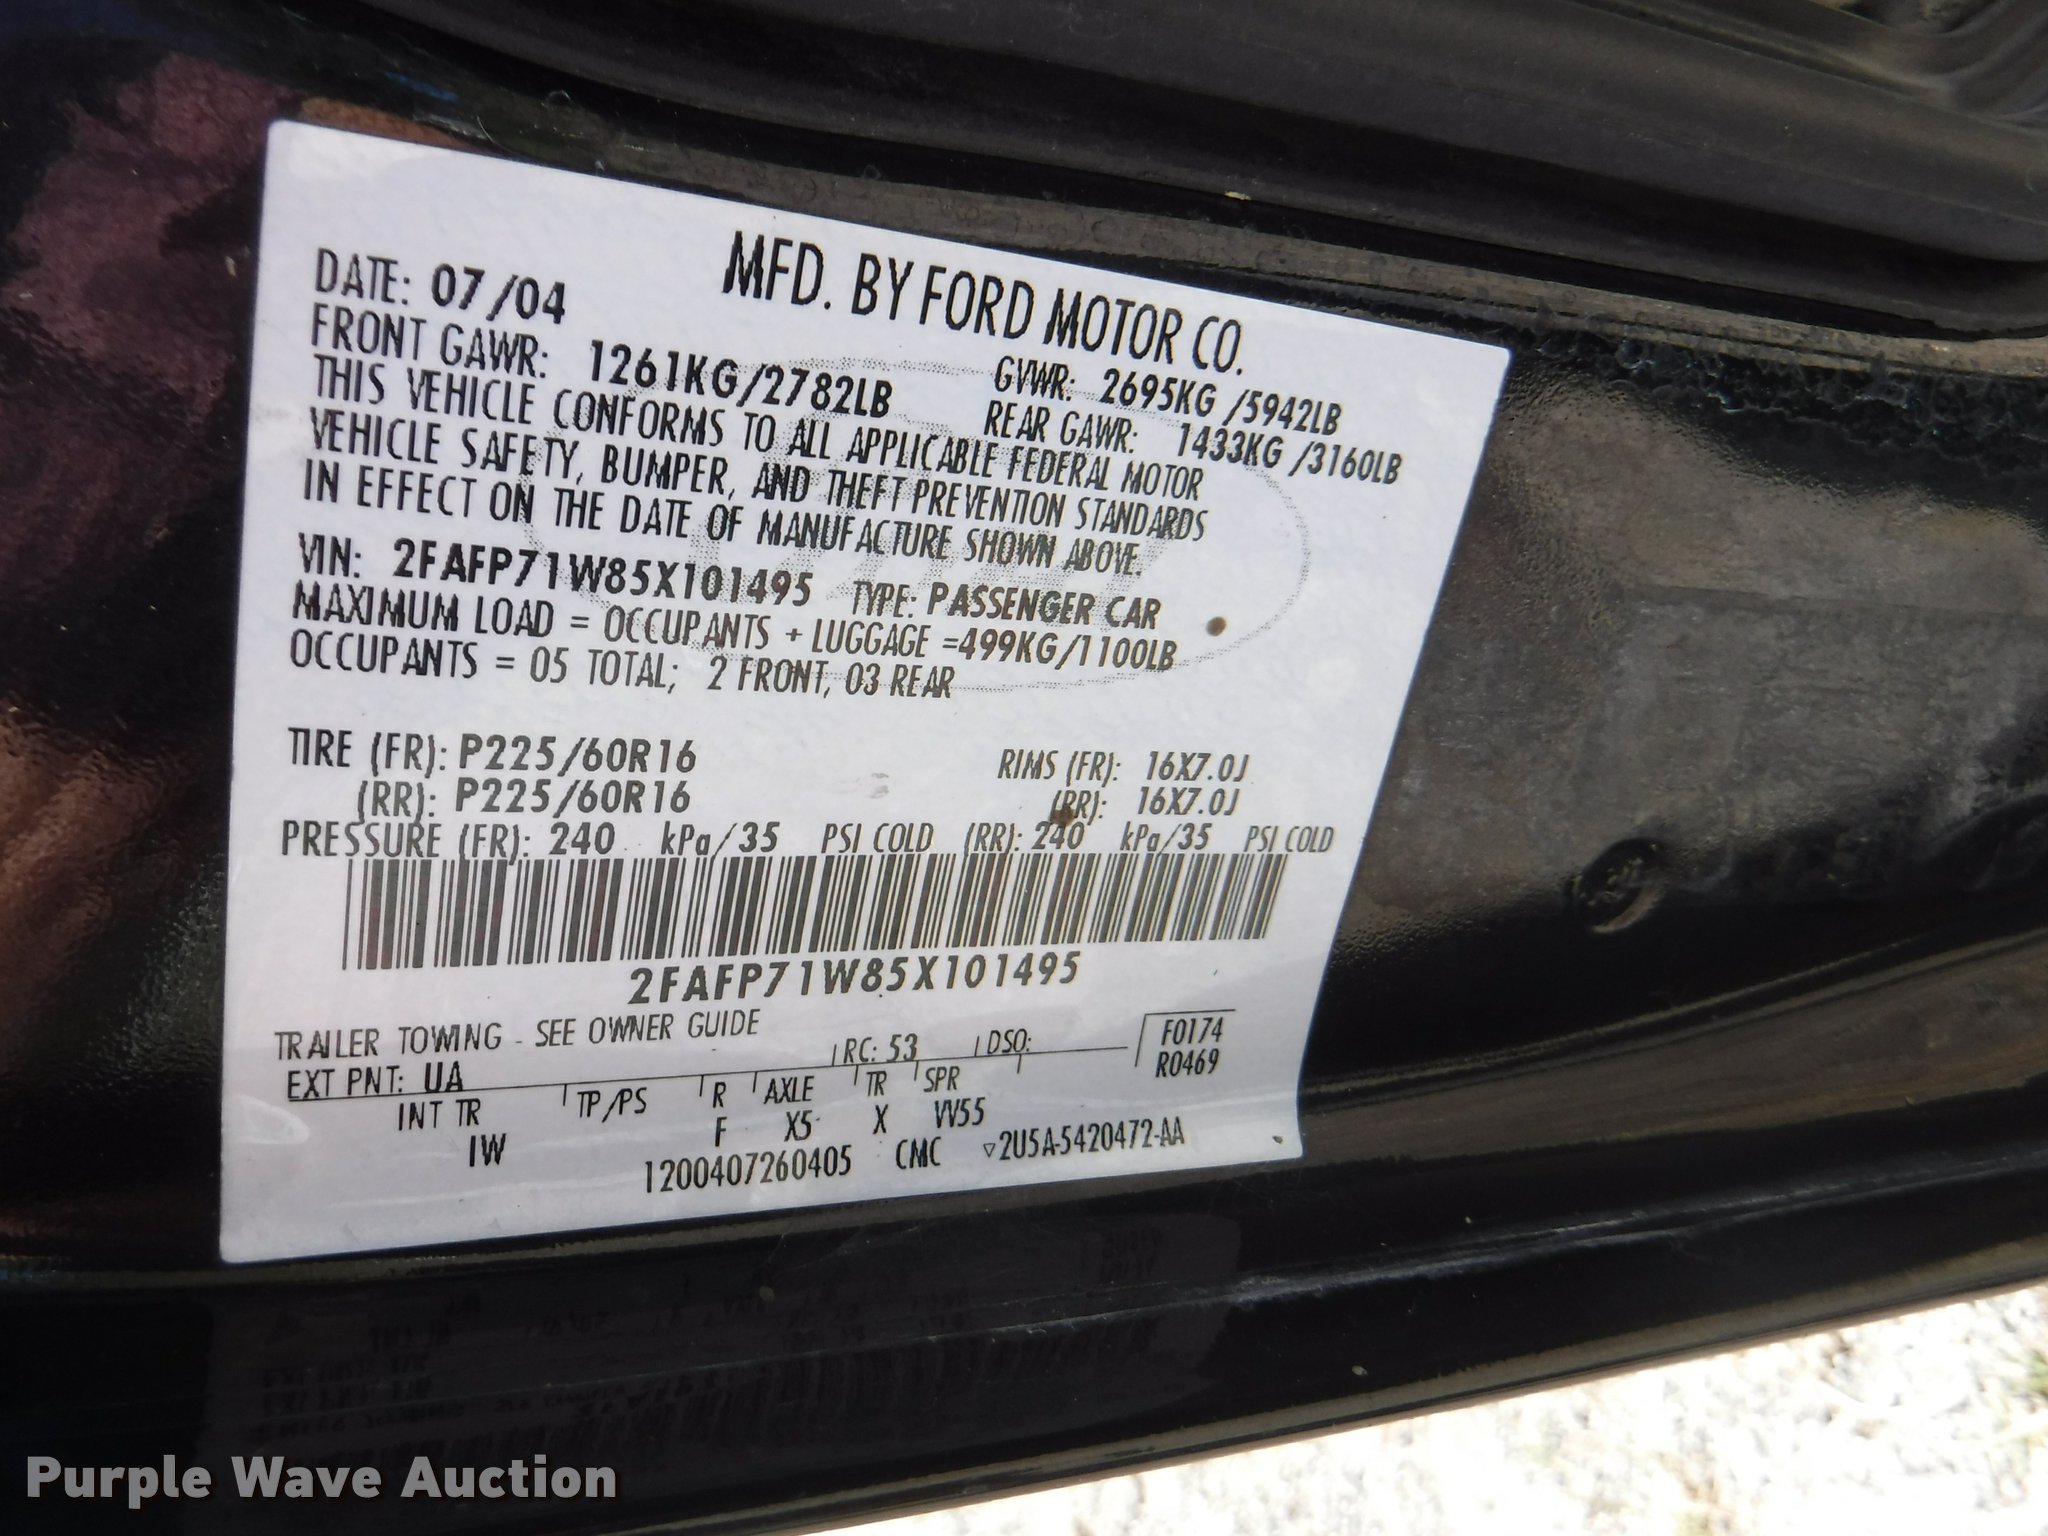 MFD. BY FORD MOTOR CO.
DATE: 07/04 GVWR: 2695KG /5942LB
FRONT GAWR: 1261KG/2782LB REAR GAWR: 1433KG /3160LB
THIS VEHICLE CONFORMS TO ALL APPLICABLE FEDERAL MOTOR
VEHICLE SAFETY, BUMPER, AND THEFT PREVENTION STANDARDS
IN EFFECT ON THE DATE OF MANUFACTURE SHOWN ABOVE.
VIN: 2FAFP71W85X101495 TYPE: PASSENGER CAR
MAXIMUM LOAD = OCCUPANTS + LUGGAGE =499KG/1100LB
OCCUPANTS = 05 TOTAL; 2 FRONT, 03 REAR
TIRE (FR): P225/60R16 RIMS (FR): 16X7.0J
(RR): P225/60R16 (RR): 16X7.0J
PRESSURE (FR): 240 kPa/35 PSI COLD (RR): 240 kPa/35 PSI COLD
2FAFP71W85X101495
TRAILER TOWING - SEE OWNER GUIDE F0174
EXT PNT: UA RC: 53 DSO: R0469
INT TR TP/PS R AXLE TR SPR
IW F X5 X VV55
1200407260405 CMC ▽2U5A-5420472-AA
Purple Wave Auction